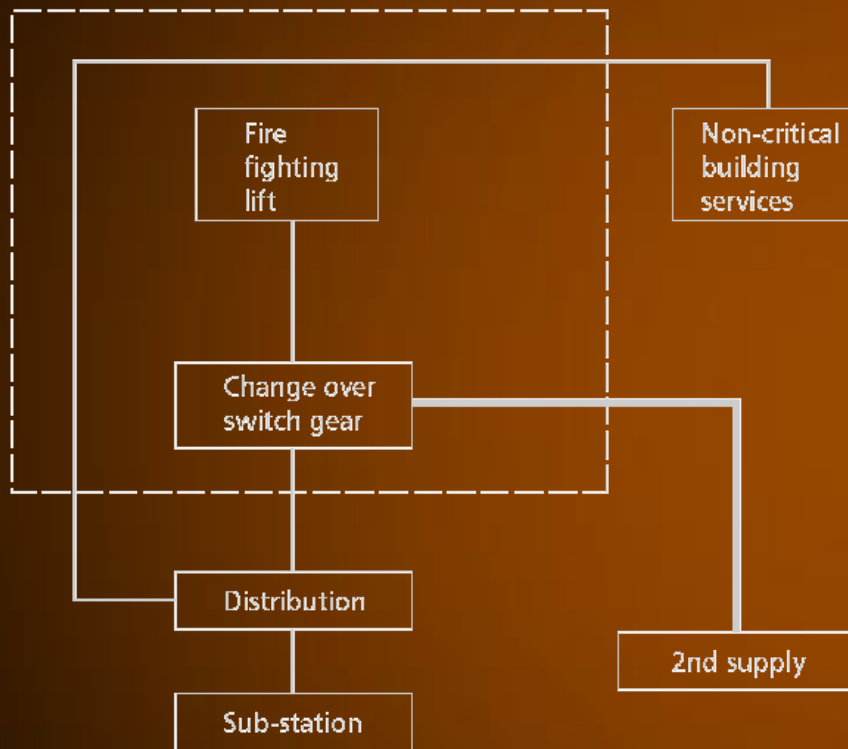 Fire
fighting
lift
Non-critical
building
services
Change over
switch gear
Distribution
2nd supply
Sub-station